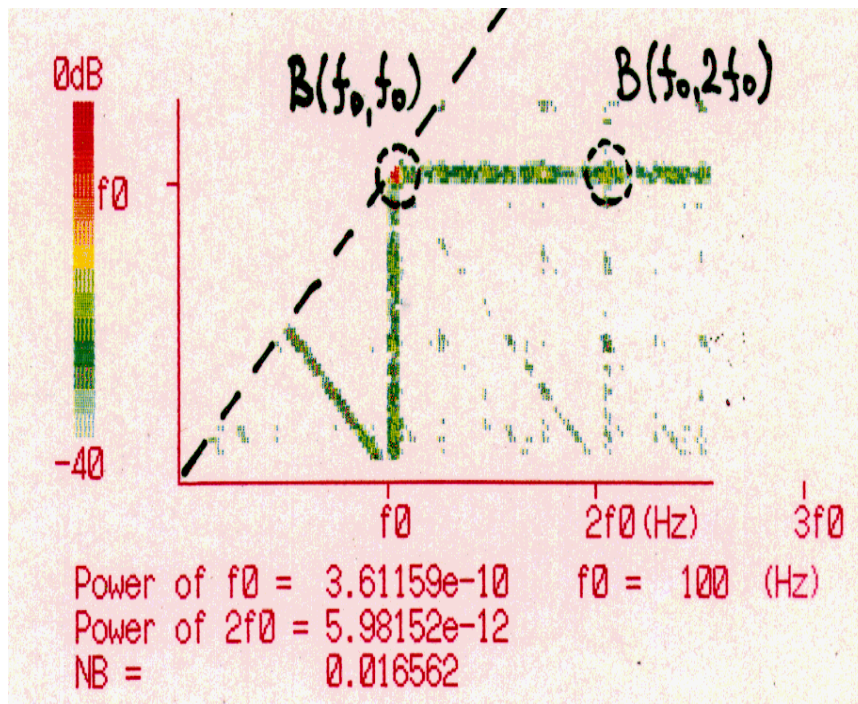 B(f0,f0) B(f0,2f0)
0dB
f0
-40
f0 2f0(Hz) 3f0
Power of f0 = 3.61159e-10 f0 = 100 (Hz)
Power of 2f0 = 5.98152e-12
NB = 0.016562